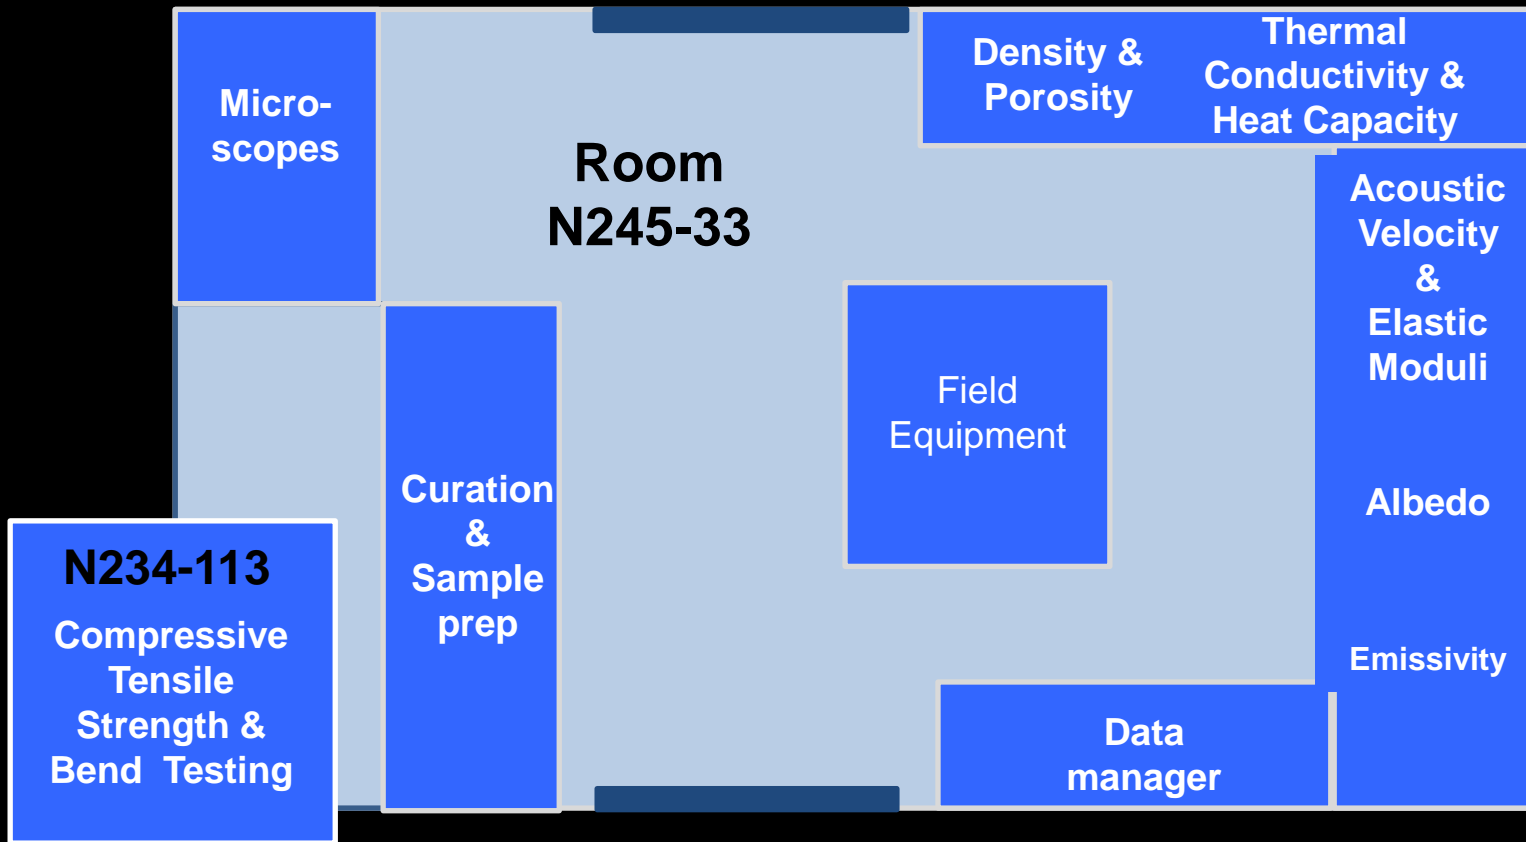 Micro-
scopes
Room
N245-33
Density &
Porosity
Thermal
Conductivity &
Heat Capacity
Acoustic
Velocity
&
Elastic
Moduli
Albedo
Emissivity
Field
Equipment
Curation
&
Sample
prep
N234-113
Compressive
Tensile
Strength &
Bend Testing
Data
manager